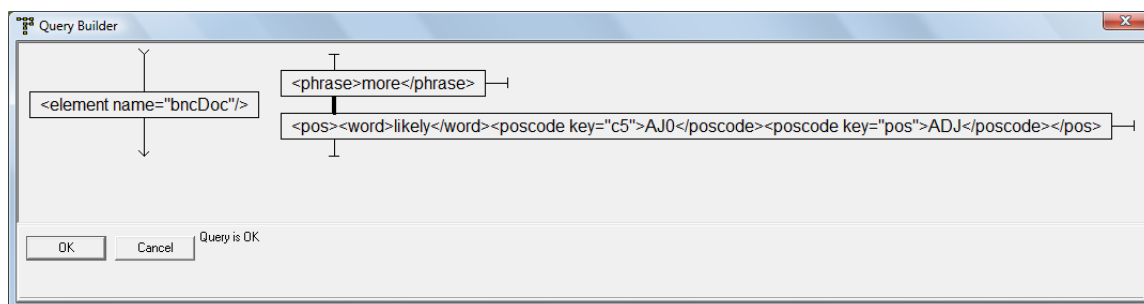 Query Builder
<phrase>more</phrase>
<element name="bncDoc"/>
<pos><word>likely</word><poscode key="c5">AJ0</poscode><poscode key="pos">ADJ</poscode></pos>
OK
Cancel
Query is OK